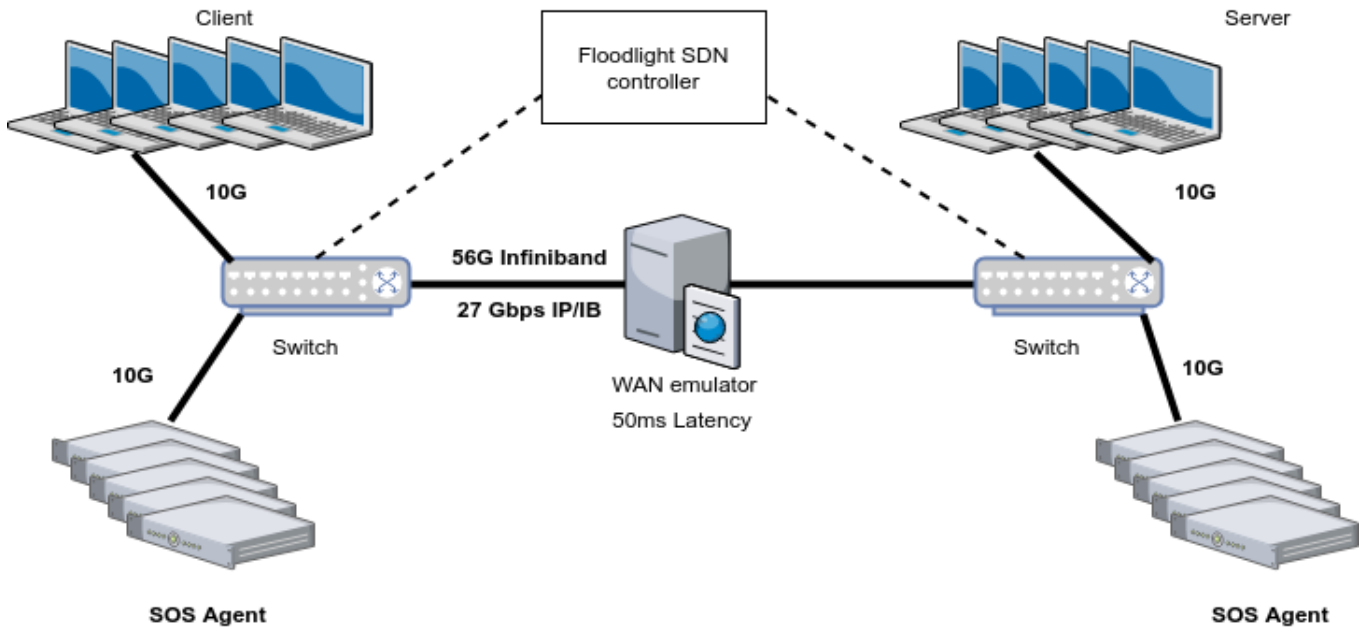 Client
Floodlight SDN
controller
Server
10G
10G
56G Infiniband
27 Gbps IP/IB
Switch
Switch
10G
10G
WAN emulator
50ms Latency
SOS Agent
SOS Agent